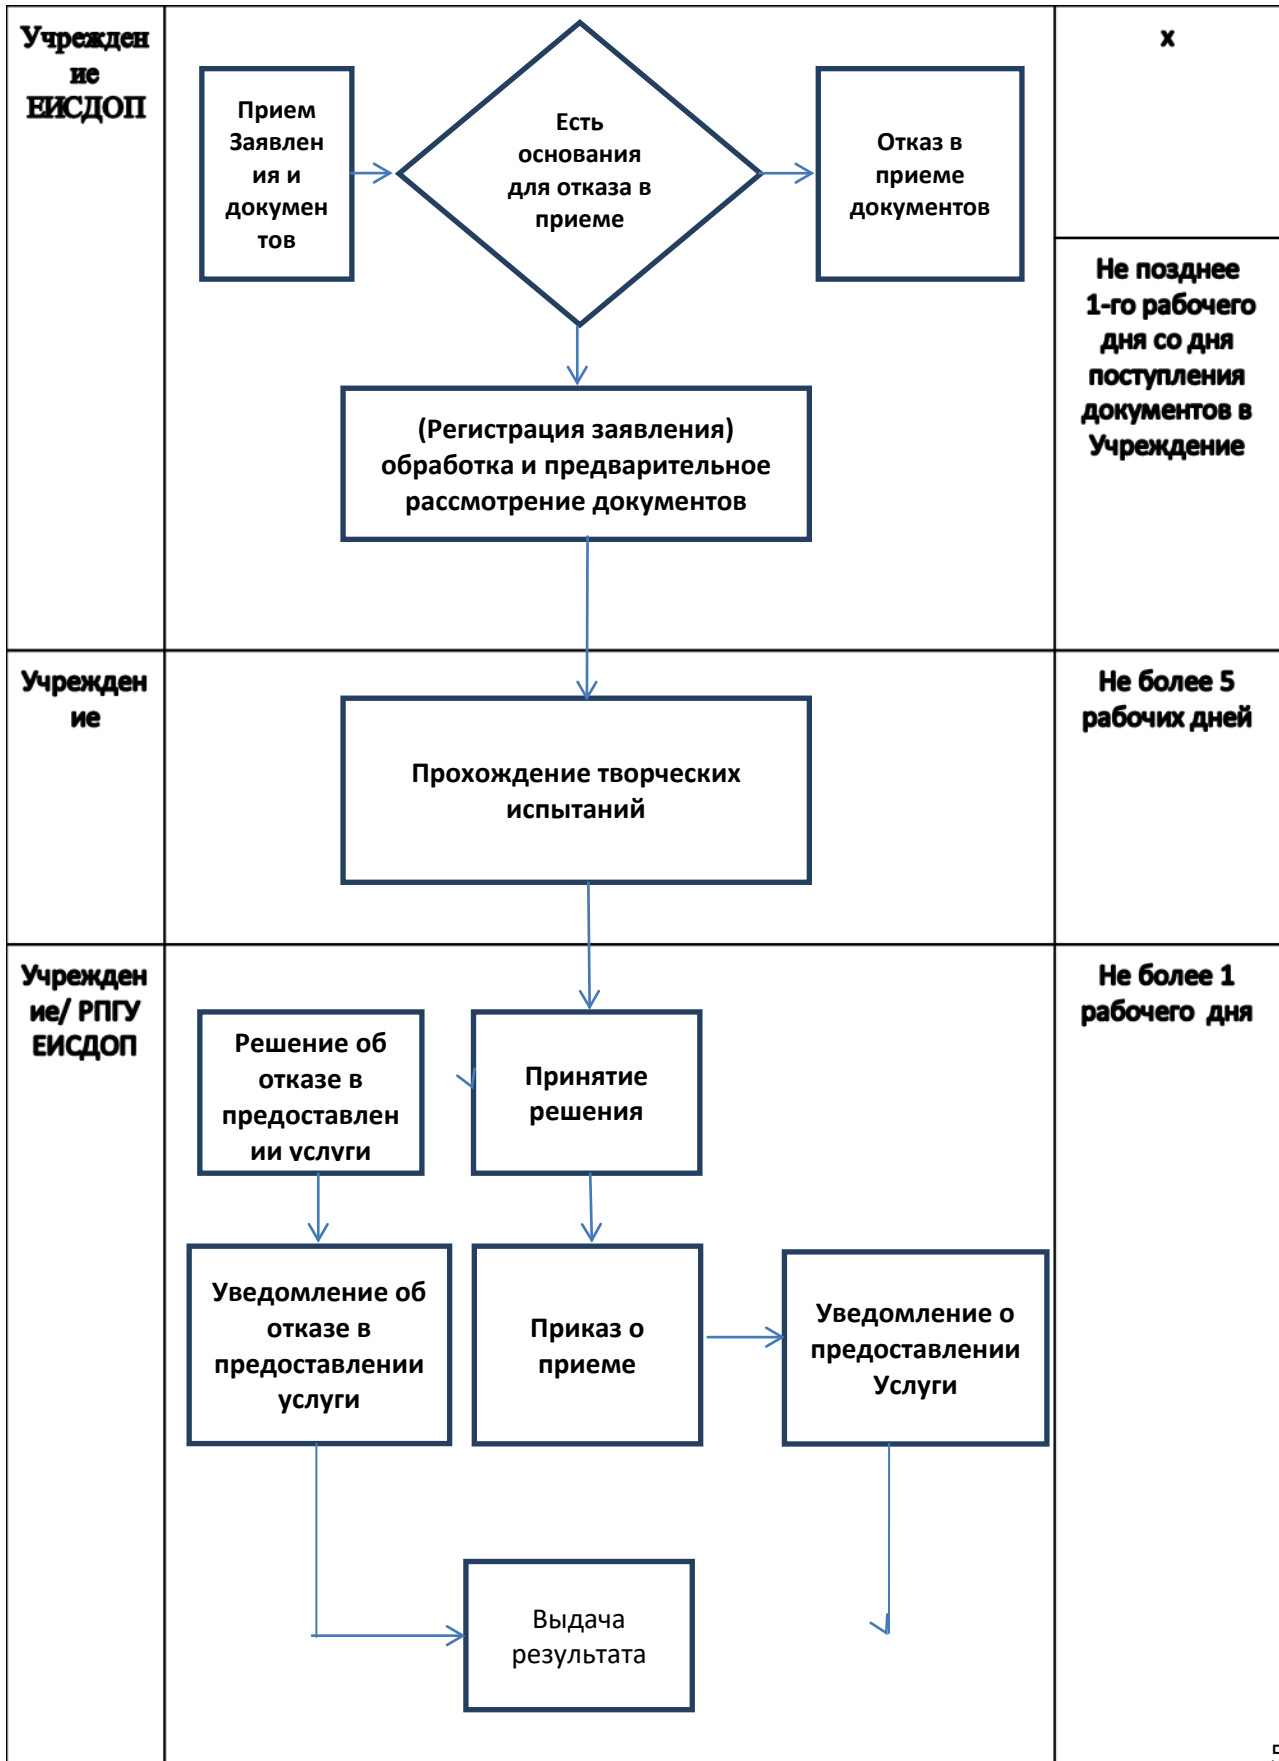 Учрежден
ие
ЕИСДОП
Прием
Заявлен
ия и
докумен
тов
Есть
основания
для отказа в
приеме
Отказ в
приеме
документов
x
Не позднее
1-го рабочего
дня со дня
поступления
документов в
Учреждение
(Регистрация заявления)
обработка и предварительное
рассмотрение документов
Учрежден
ие
Прохождение творческих
испытаний
Не более 5
рабочих дней
Учрежден
ие/ РПГУ
ЕИСДОП
Решение об
отказе в
предоставлен
ии услуги
Принятие
решения
Не более 1
рабочего дня
Уведомление об
отказе в
предоставлении
услуги
Приказ о
приеме
Уведомление о
предоставлении
Услуги
Выдача
результата